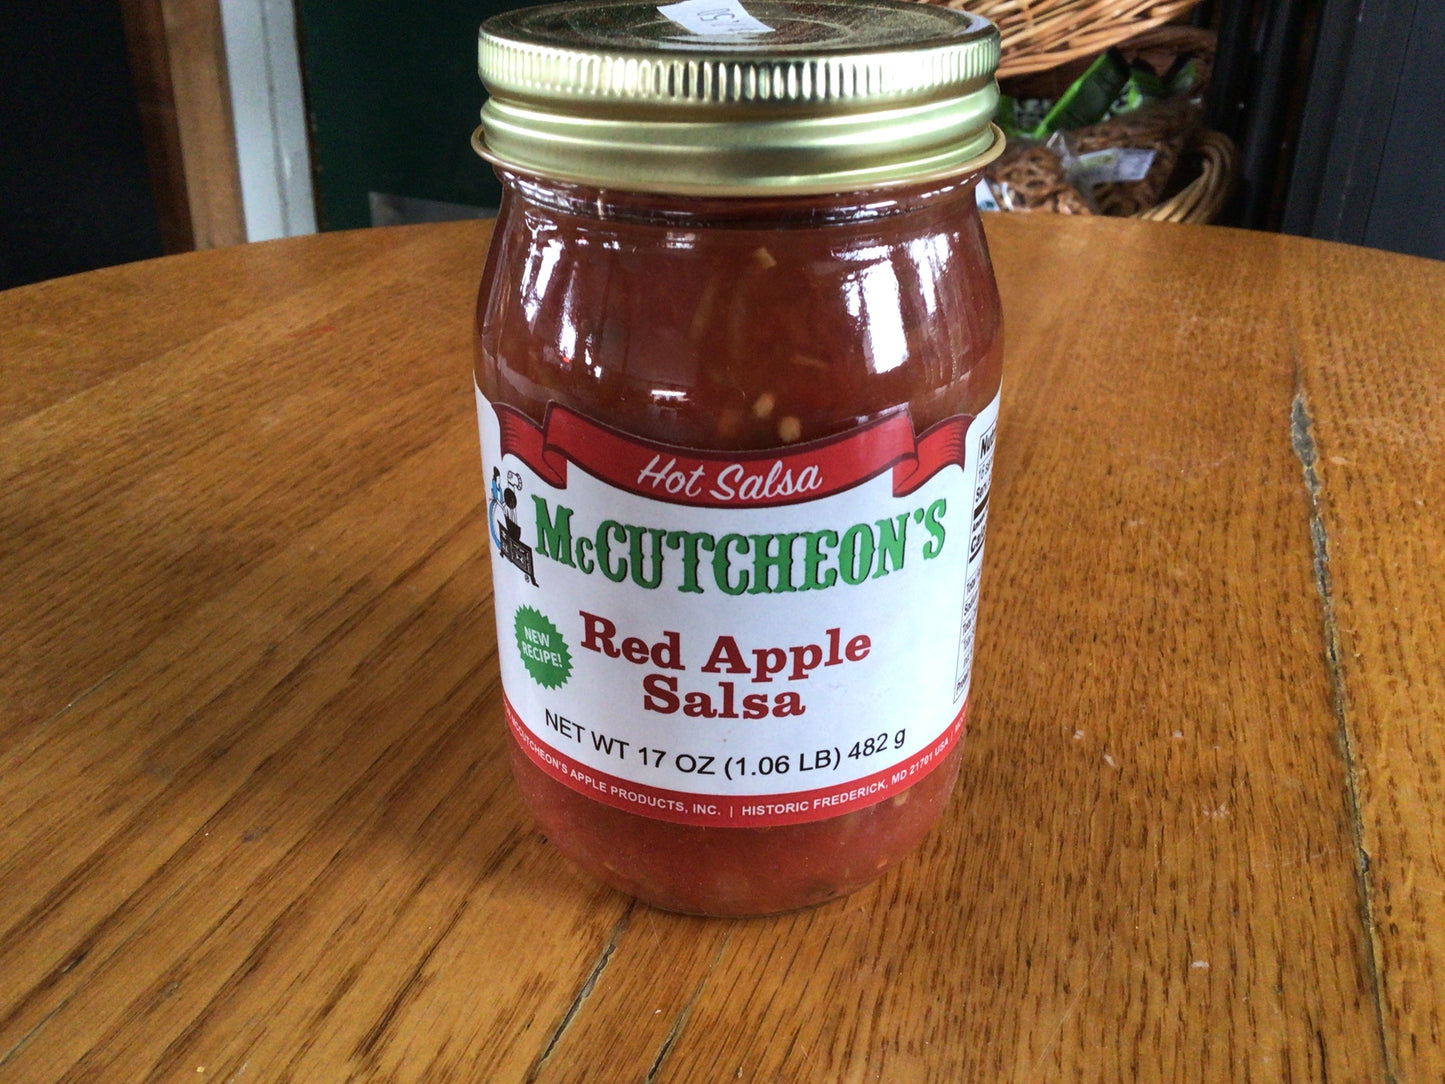 Hot Salsa
McCUTCHEON'S
®
NEW
RECIPE!
Red Apple
Salsa
NET WT 17 OZ (1.06 LB) 482 g
McCUTCHEON'S APPLE PRODUCTS, INC. | HISTORIC FREDERICK, MD 21701 USA |